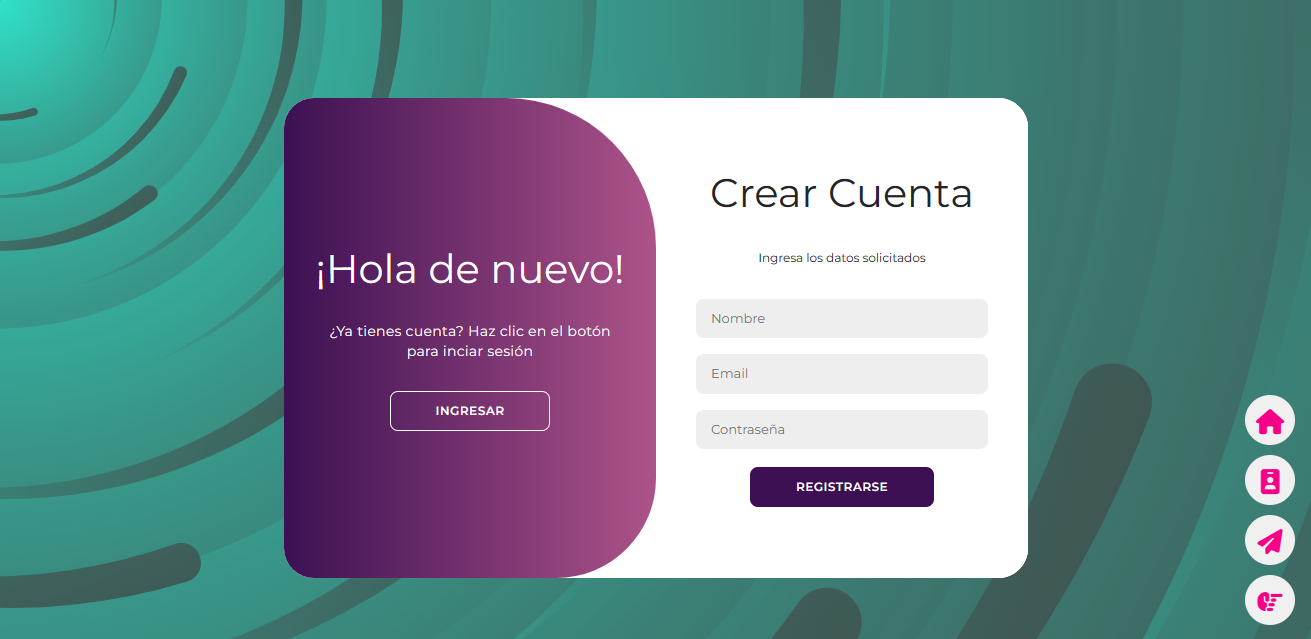 ¡Hola de nuevo!
¿Ya tienes cuenta? Haz clic en el botón
para inciar sesión
INGRESAR
Crear Cuenta
Ingresa los datos solicitados
Nombre
Email
Contraseña
REGISTRARSE